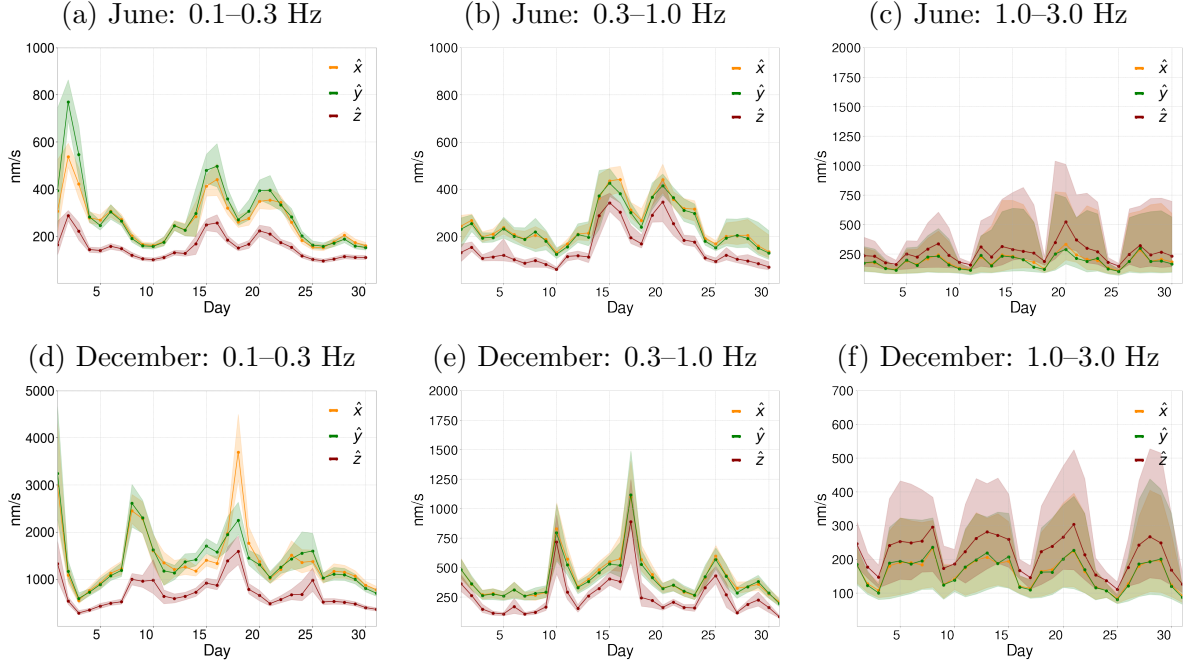 (a) June: 0.1–0.3 Hz
1000
800
600
400
200
nm/s
5
10
15
20
25
30
Day
x̂
ŷ
ẑ
(b) June: 0.3–1.0 Hz
1000
800
600
400
200
nm/s
5
10
15
20
25
30
Day
x̂
ŷ
ẑ
(c) June: 1.0–3.0 Hz
2000
1750
1500
1250
1000
750
500
250
nm/s
5
10
15
20
25
30
Day
x̂
ŷ
ẑ
(d) December: 0.1–0.3 Hz
5000
4000
3000
2000
1000
nm/s
5
10
15
20
25
30
Day
x̂
ŷ
ẑ
(e) December: 0.3–1.0 Hz
2000
1750
1500
1250
1000
750
500
250
nm/s
5
10
15
20
25
30
Day
x̂
ŷ
ẑ
(f) December: 1.0–3.0 Hz
700
600
500
400
300
200
100
nm/s
5
10
15
20
25
30
Day
x̂
ŷ
ẑ